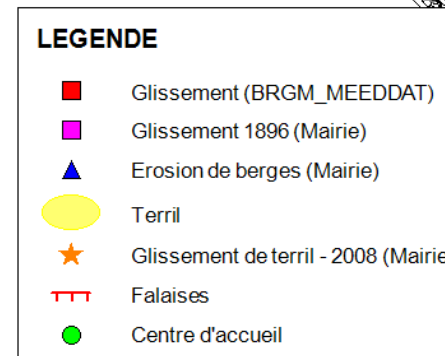 LEGENDE
Glissement (BRGM_MEEDDAT)
Glissement 1896 (Mairie)
Erosion de berges (Mairie)
Terril
Glissement de terril - 2008 (Mairie
Falaises
Centre d'accueil